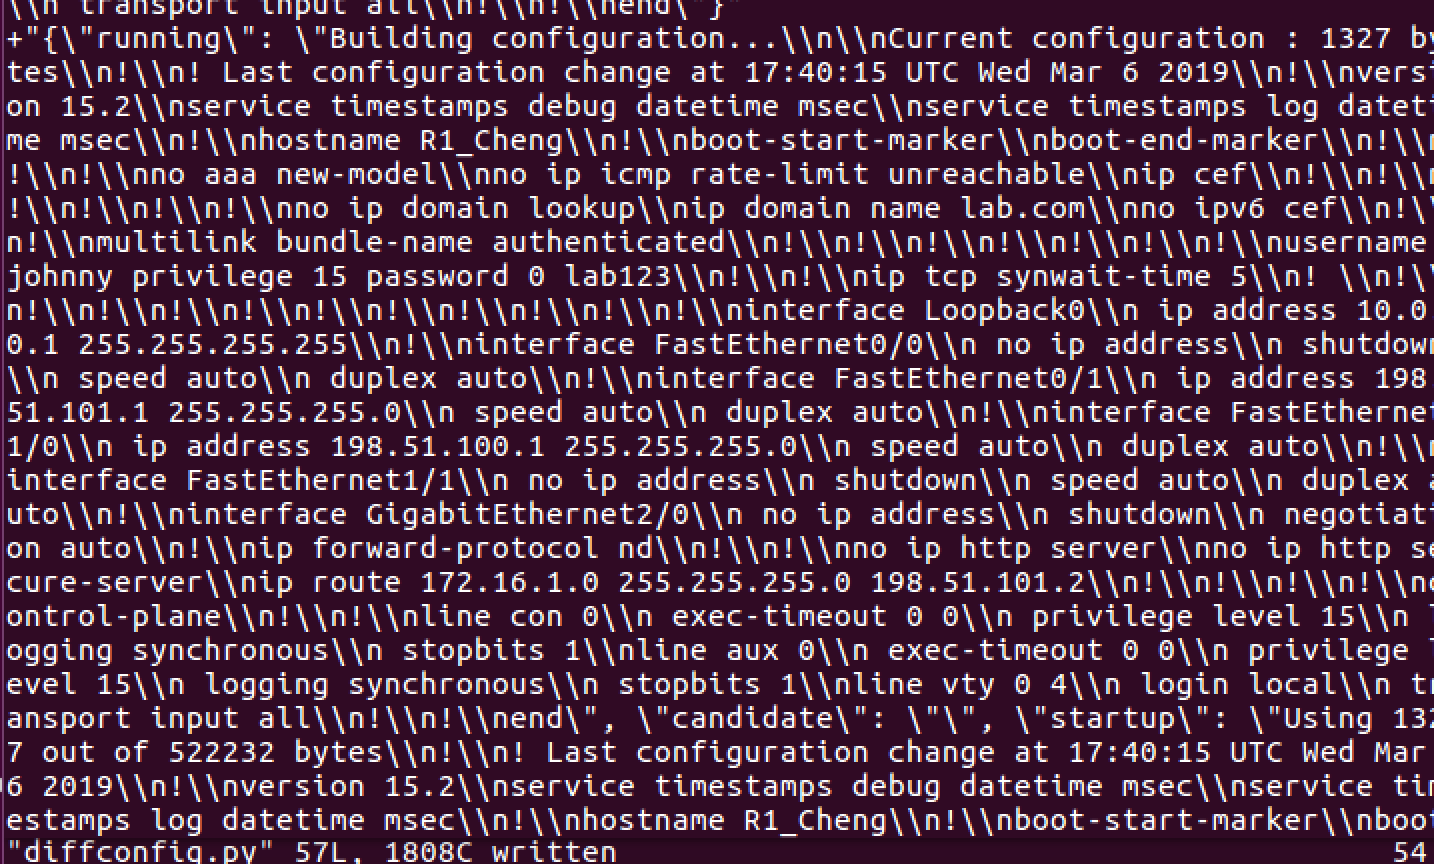 \\n transport input all\\n!\\n!\\nend\"}"
+"{\"running\": \"Building configuration...\\n\\nCurrent configuration : 1327 by
tes\\n!\\n! Last configuration change at 17:40:15 UTC Wed Mar 6 2019\\n!\\nversi
on 15.2\\nservice timestamps debug datetime msec\\nservice timestamps log dateti
me msec\\n!\\nhostname R1_Cheng\\n!\\nboot-start-marker\\nboot-end-marker\\n!\\n
!\\n!\\nno aaa new-model\\nno ip icmp rate-limit unreachable\\nip cef\\n!\\n!\\n
!\\n!\\n!\\n!\\nno ip domain lookup\\nip domain name lab.com\\nno ipv6 cef\\n!\\
n!\\nmultilink bundle-name authenticated\\n!\\n!\\n!\\n!\\n!\\n!\\n!\\nusername
johnny privilege 15 password 0 lab123\\n!\\n!\\nip tcp synwait-time 5\\n! \\n!\\
n!\\n!\\n!\\n!\\n!\\n!\\n!\\n!\\n!\\n!\\ninterface Loopback0\\n ip address 10.0.
0.1 255.255.255.255\\n!\\ninterface FastEthernet0/0\\n no ip address\\n shutdown
\\n speed auto\\n duplex auto\\n!\\ninterface FastEthernet0/1\\n ip address 198.
51.101.1 255.255.255.0\\n speed auto\\n duplex auto\\n!\\ninterface FastEthernet
1/0\\n ip address 198.51.100.1 255.255.255.0\\n speed auto\\n duplex auto\\n!\\n
interface FastEthernet1/1\\n no ip address\\n shutdown\\n speed auto\\n duplex a
uto\\n!\\ninterface GigabitEthernet2/0\\n no ip address\\n shutdown\\n negotiati
on auto\\n!\\nip forward-protocol nd\\n!\\n!\\nno ip http server\\nno ip http se
cure-server\\nip route 172.16.1.0 255.255.255.0 198.51.101.2\\n!\\n!\\n!\\n!\\nc
ontrol-plane\\n!\\n!\\nline con 0\\n exec-timeout 0 0\\n privilege level 15\\n l
ogging synchronous\\n stopbits 1\\nline aux 0\\n exec-timeout 0 0\\n privilege l
evel 15\\n logging synchronous\\n stopbits 1\\nline vty 0 4\\n login local\\n tr
ansport input all\\n!\\n!\\nend\", \"candidate\": \"\", \"startup\": \"Using 132
7 out of 522232 bytes\\n!\\n! Last configuration change at 17:40:15 UTC Wed Mar
6 2019\\n!\\nversion 15.2\\nservice timestamps debug datetime msec\\nservice tim
estamps log datetime msec\\n!\\nhostname R1_Cheng\\n!\\nboot-start-marker\\nboot
"diffconfig.py" 57L, 1808C written 54